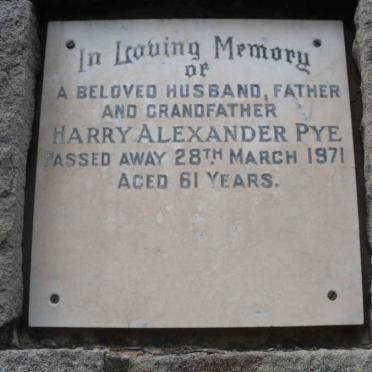 In Loving Memory
of
A BELOVED HUSBAND, FATHER
AND GRANDFATHER
HARRY ALEXANDER PYE
PASSED AWAY 28TH MARCH 1971
AGED 61 YEARS.